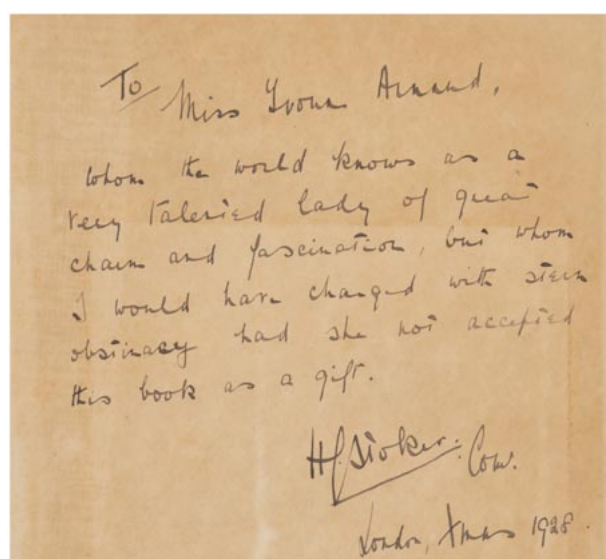 To Miss Yvonne Arnaud,
whom the world knows as a
very talented lady of great
charm and fascination, but whom
I would have charged with stern
obstinacy had she not accepted
this book as a gift.
H.G. Stoker. Com.
London, Xmas 1928.